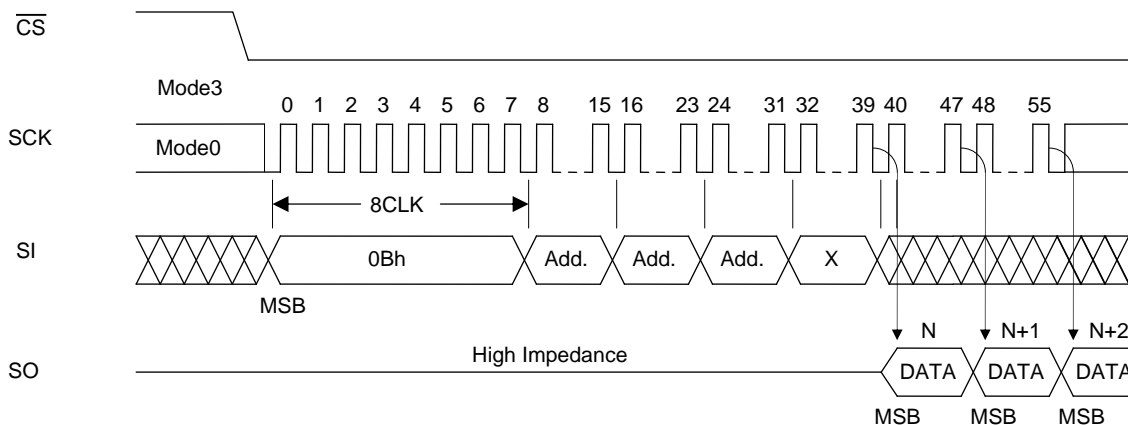 CS
Mode3
0 1 2 3 4 5 6 7 8 15 16 23 24 31 32 39 40 47 48 55
SCK
Mode0
8CLK
SI
0Bh Add. Add. Add. X
MSB
N N+1 N+2
High Impedance
SO
DATA DATA DATA
MSB MSB MSB